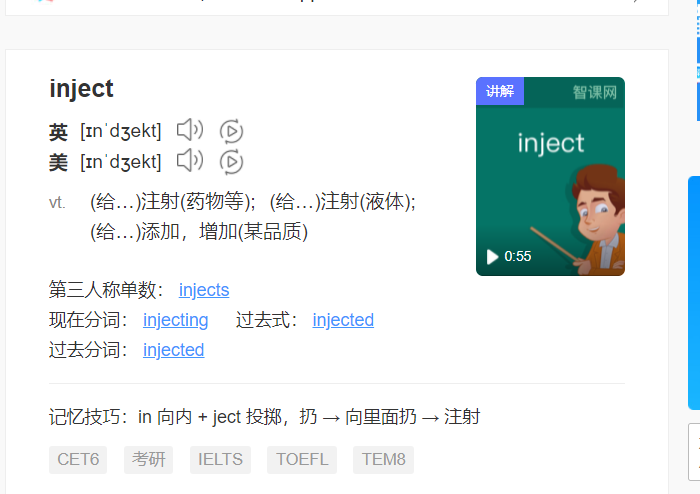 inject
英 [ɪnˈdʒekt]
美 [ɪnˈdʒekt]
vt. (给…)注射(药物等)；(给…)注射(液体);
(给…)添加，增加(某品质)
讲解 智课网
inject
0:55
第三人称单数： injects
现在分词： injecting 过去式： injected
过去分词： injected
记忆技巧：in 向内 + ject 投掷，扔 → 向里面扔 → 注射
CET6 考研 IELTS TOEFL TEM8